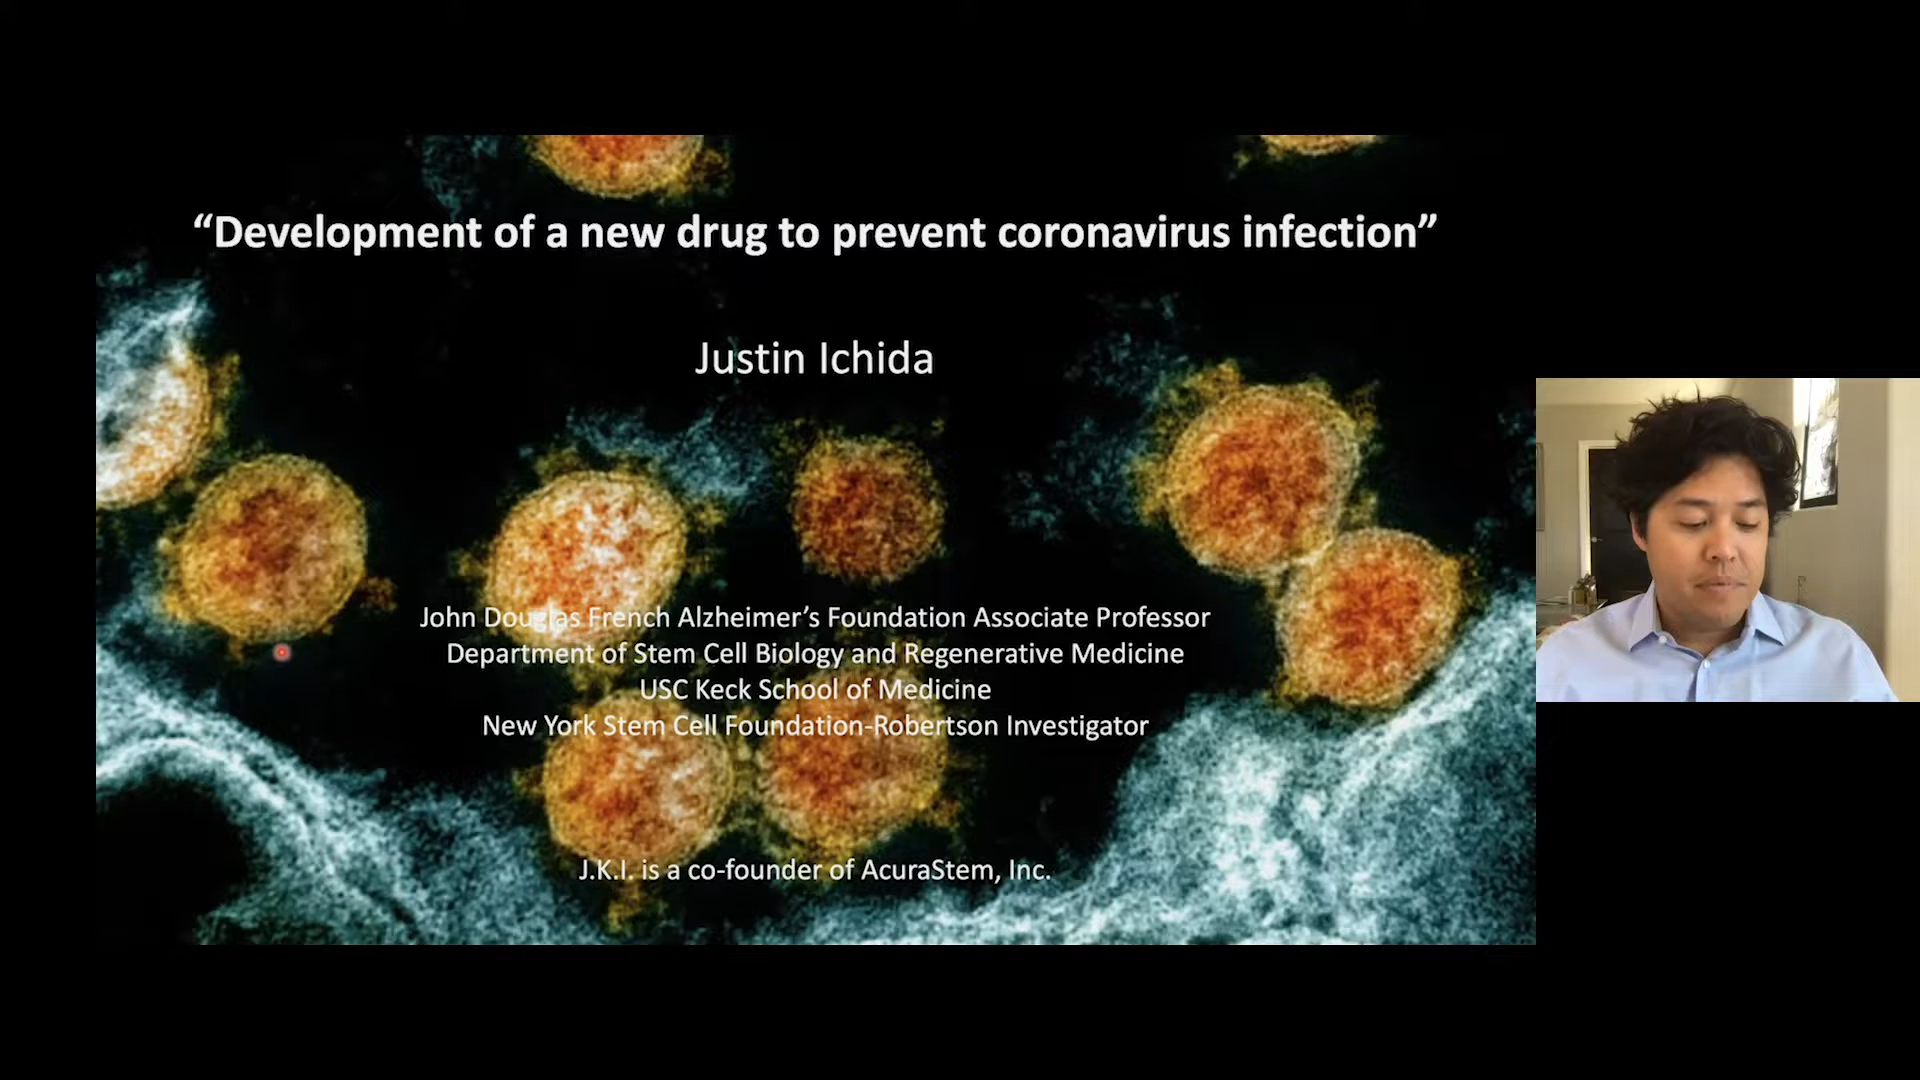 “Development of a new drug to prevent coronavirus infection”
Justin Ichida
John Douglas French Alzheimer’s Foundation Associate Professor
Department of Stem Cell Biology and Regenerative Medicine
USC Keck School of Medicine
New York Stem Cell Foundation-Robertson Investigator
J.K.I. is a co-founder of AcuraStem, Inc.